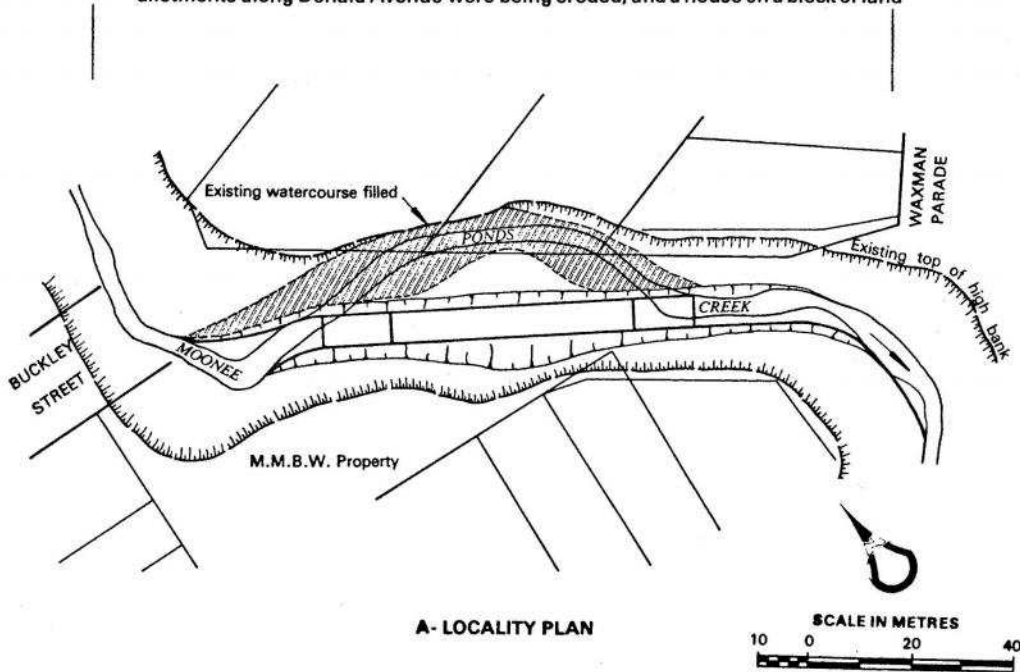 allotments along Donald Avenue were being eroded, and a house on a block of land
WAXMAN
PARADE
Existing watercourse filled
PONDS
Existing top of
high bank
CREEK
MOONEE
BUCKLEY
STREET
M.M.B.W. Property
A- LOCALITY PLAN
SCALE IN METRES
10 0 20 40